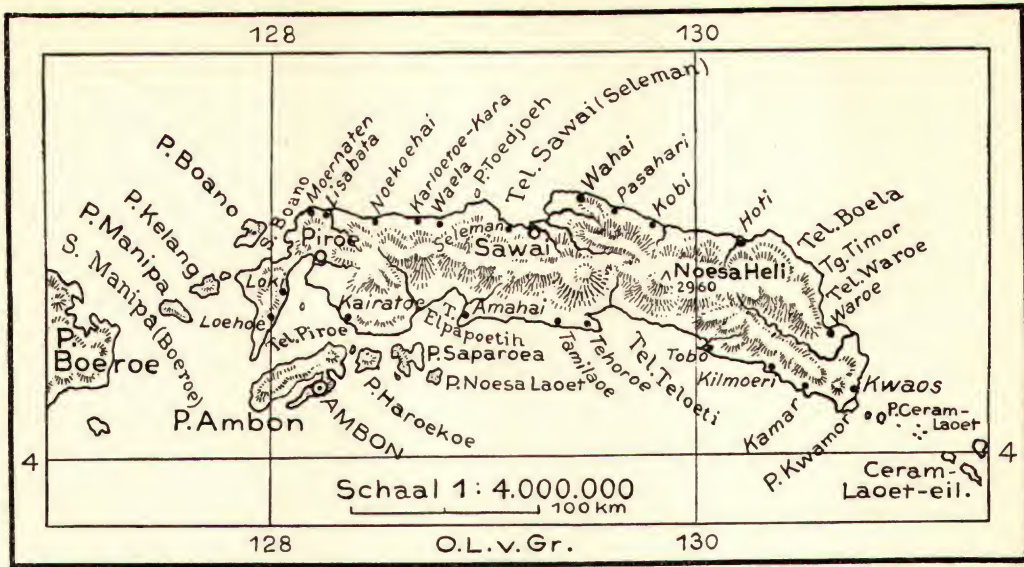 128
130
P. Boano
Boano
Moernaten
Lisabata
Noekoehai
Karloetoe-Kara
Waela
P. Toedjoeh
Tel. Sawai (Seleman)
Wahai
Pasahari
Kobi
Hoti
Tel. Boela
Tg. Timor
Tel. Waroe
Waroe
P. Kelang
P. Manipa
S. Manipa (Boeroe)
Piroe
Seleman
Sawai
Noesa Heli
2960
Loki
Loehoe
Tel. Piroe
Kairatoe
T. Elpapoetih
Amahai
Tamilaoe
Tehoroe
Tel. Teloeti
Tobo
Kilmoeri
Kamar
P. Kwamor
Kwaos
P. Boeroe
P. Ambon
AMBON
P. Haroekoe
P. Saparoea
P. Noesa Laoet
P. Ceram-
Laoet
Ceram-
Laoet-eil.
4
4
Schaal 1: 4.000.000
100 km
128
O.L.v.Gr.
130